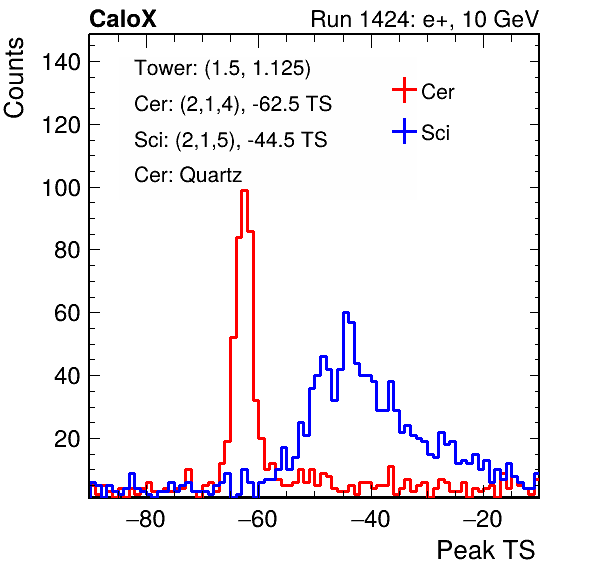 CaloX Run 1424: e+, 10 GeV
Counts
140
120
100
80
60
40
20
Tower: (1.5, 1.125)
Cer: (2,1,4), -62.5 TS
Sci: (2,1,5), -44.5 TS
Cer: Quartz
Cer
Sci
−80 −60 −40 −20
Peak TS